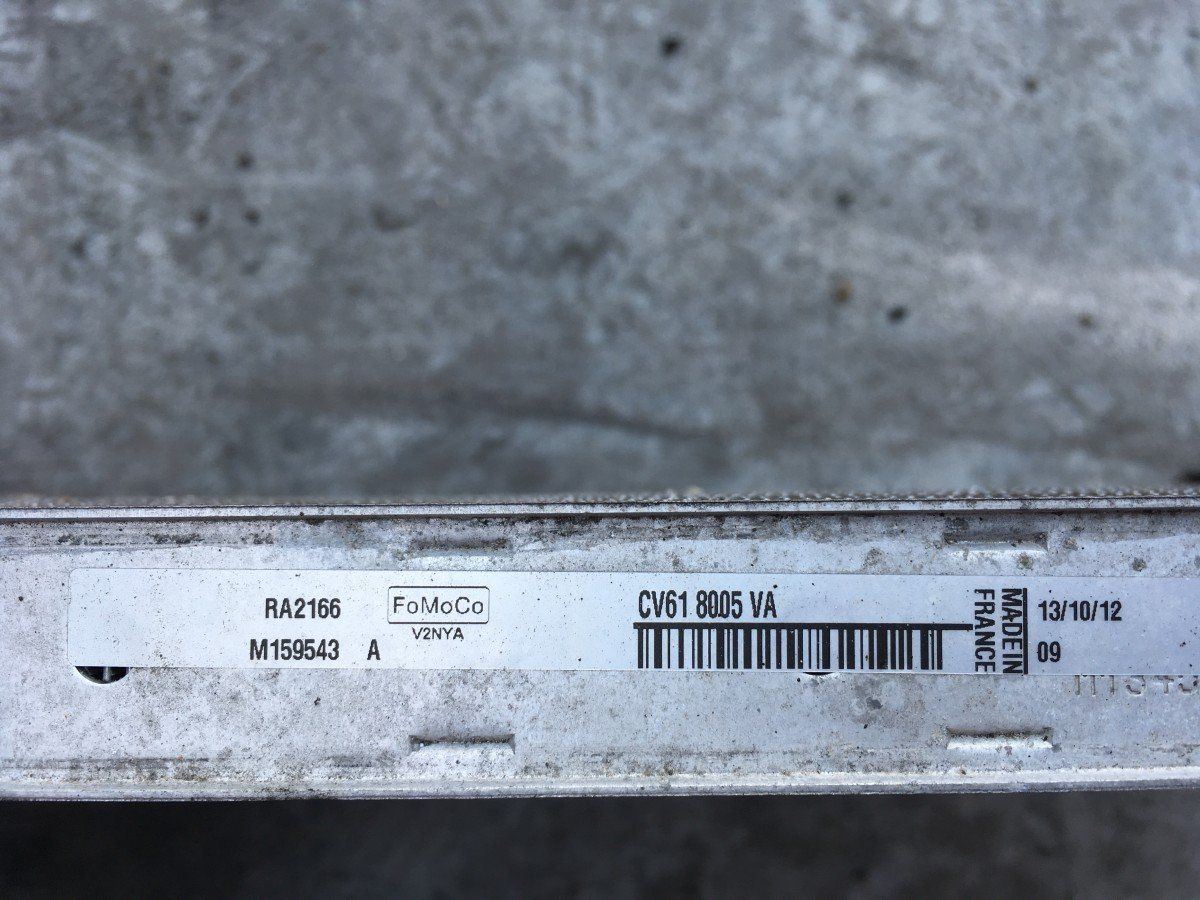 RA2166
M159543 A
FoMoCo
V2NYA
CV61 8005 VA
MADE IN
FRANCE
13/10/12
09